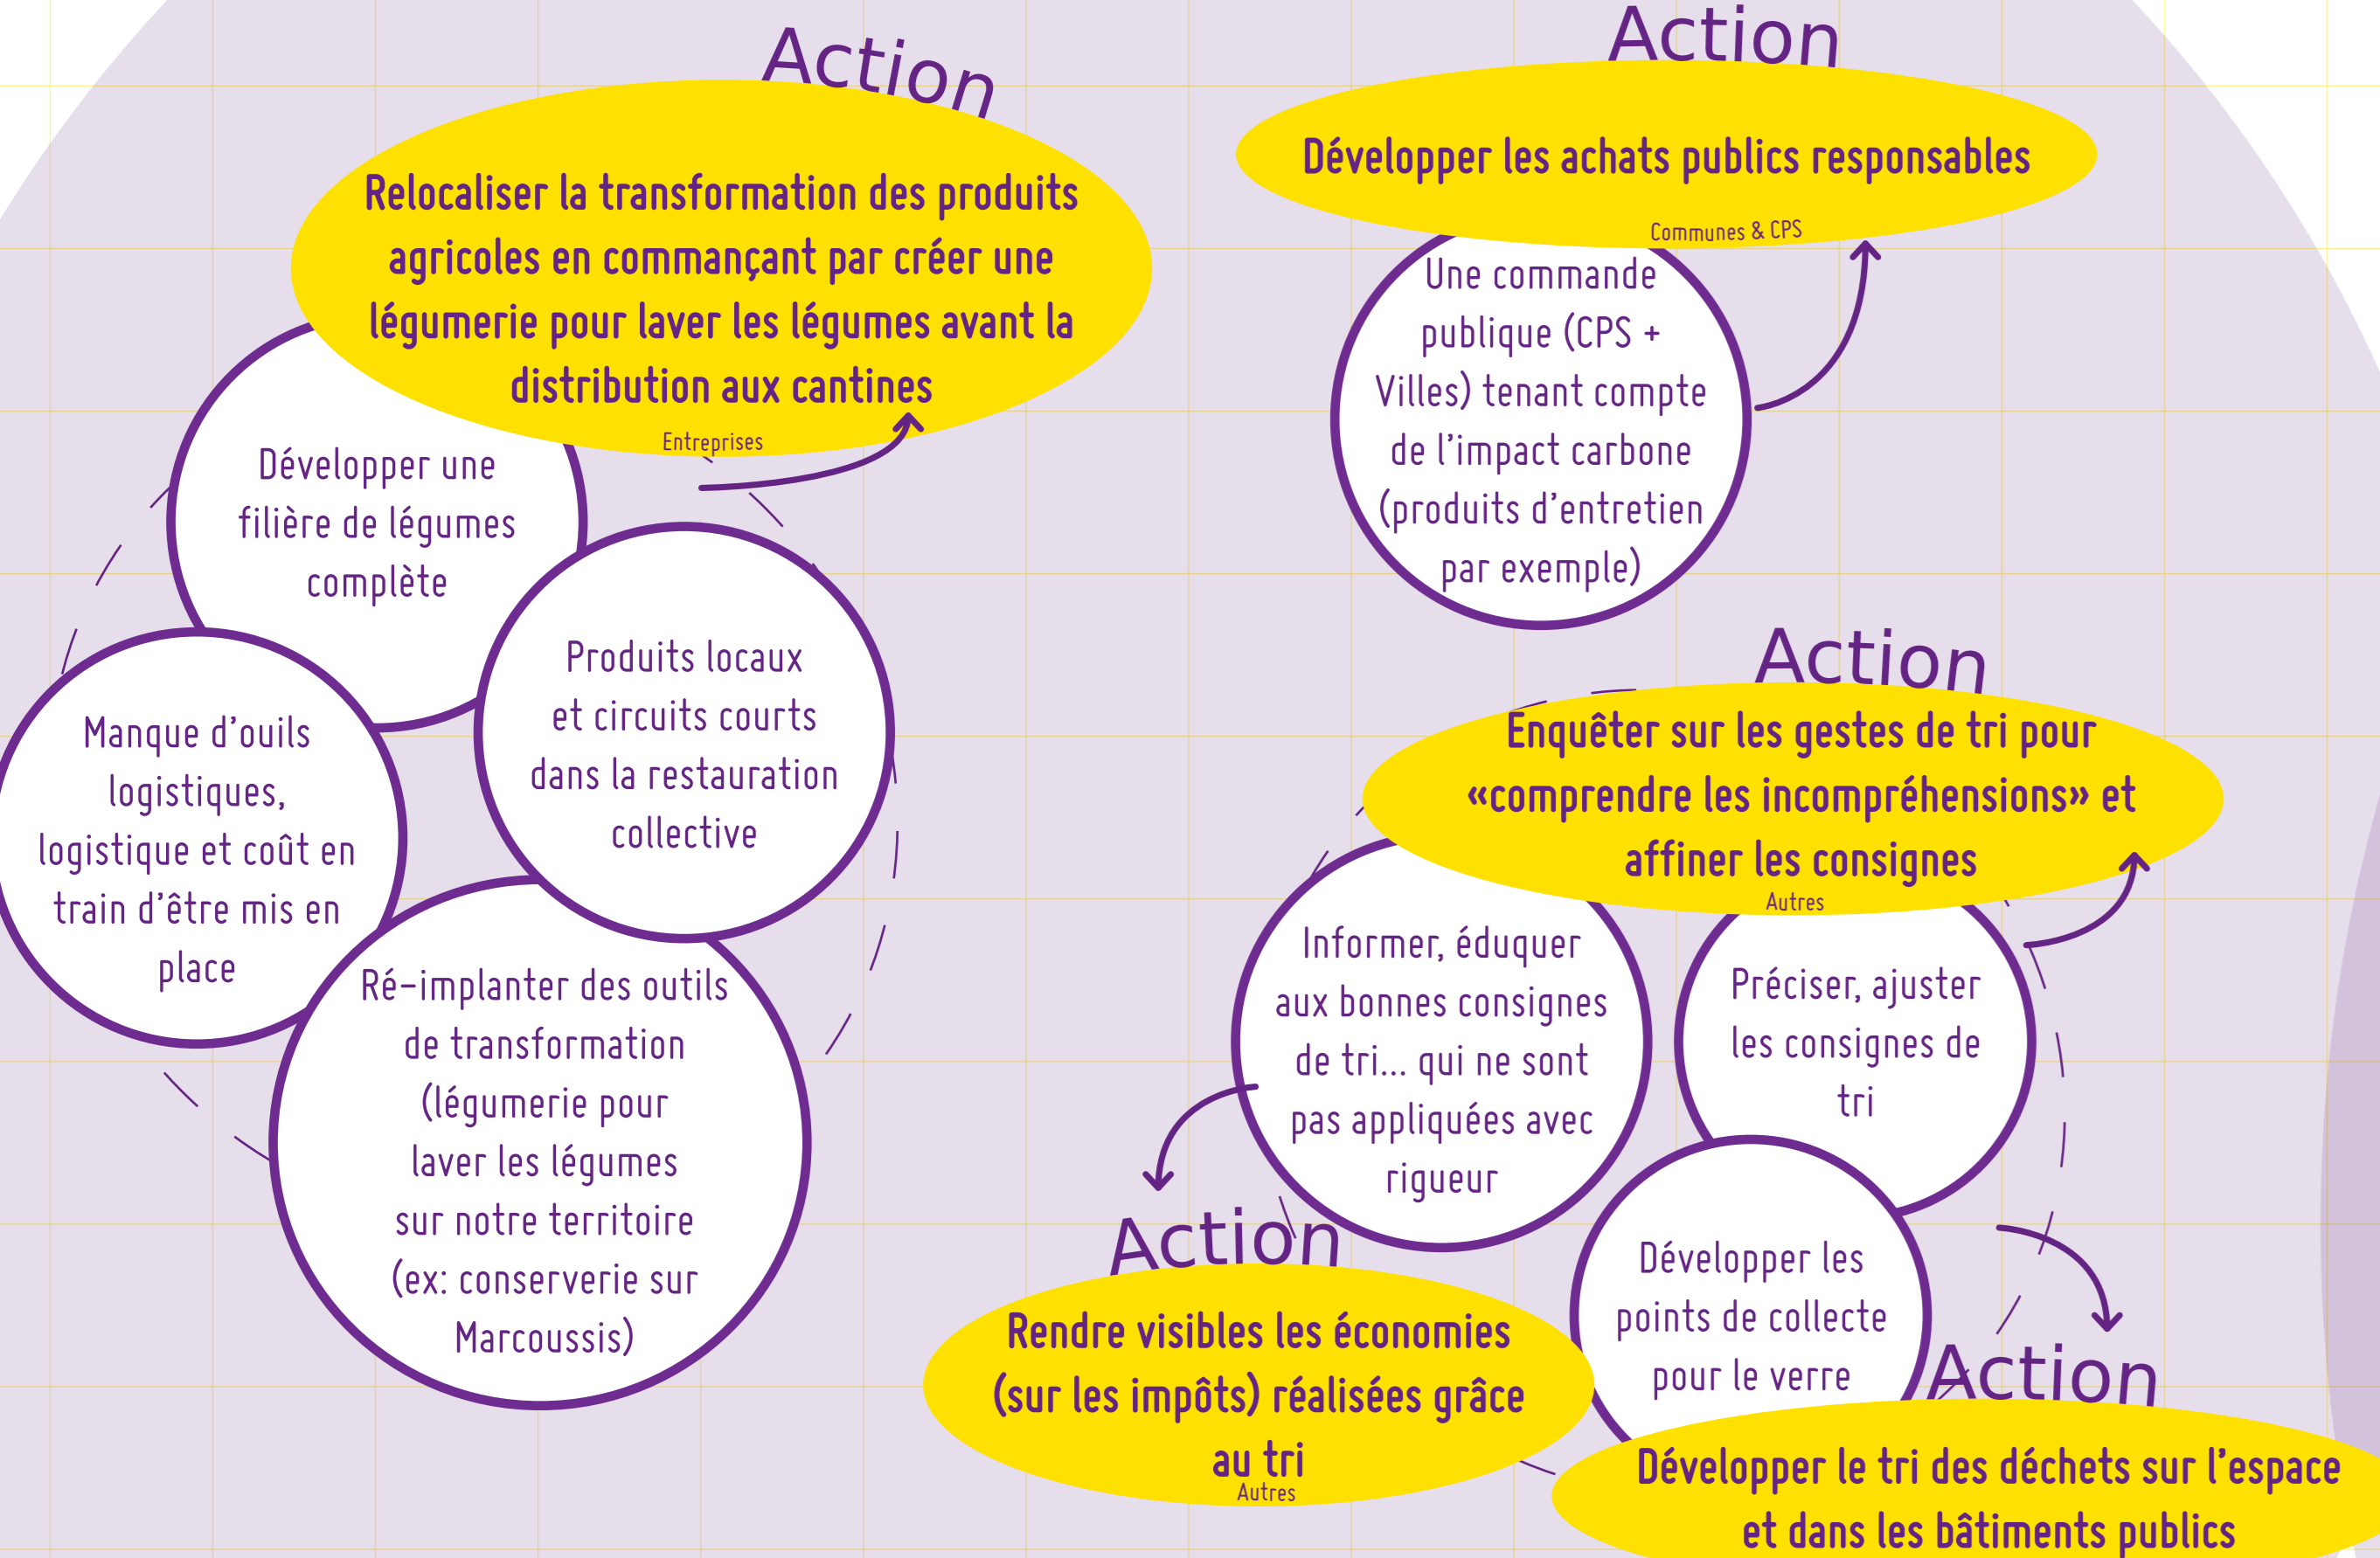 Action
Relocaliser la transformation des produits
agricoles en commançant par créer une
légumerie pour laver les légumes avant la
distribution aux cantines
Entreprises
Développer une
filière de légumes
complète
Produits locaux
et circuits courts
dans la restauration
collective
Manque d’ouils
logistiques,
logistique et coût en
train d’être mis en
place
Ré-implanter des outils
de transformation
(légumerie pour
laver les légumes
sur notre territoire
(ex: conserverie sur
Marcoussis)
Action
Développer les achats publics responsables
Communes & CPS
Une commande
publique (CPS +
Villes) tenant compte
de l’impact carbone
(produits d’entretien
par exemple)
Action
Enquêter sur les gestes de tri pour
«comprendre les incompréhensions» et
affiner les consignes
Autres
Informer, éduquer
aux bonnes consignes
de tri... qui ne sont
pas appliquées avec
rigueur
Préciser, ajuster
les consignes de
tri
Développer les
points de collecte
pour le verre
Action
Rendre visibles les économies
(sur les impôts) réalisées grâce
au tri
Autres
Action
Développer le tri des déchets sur l’espace
et dans les bâtiments publics